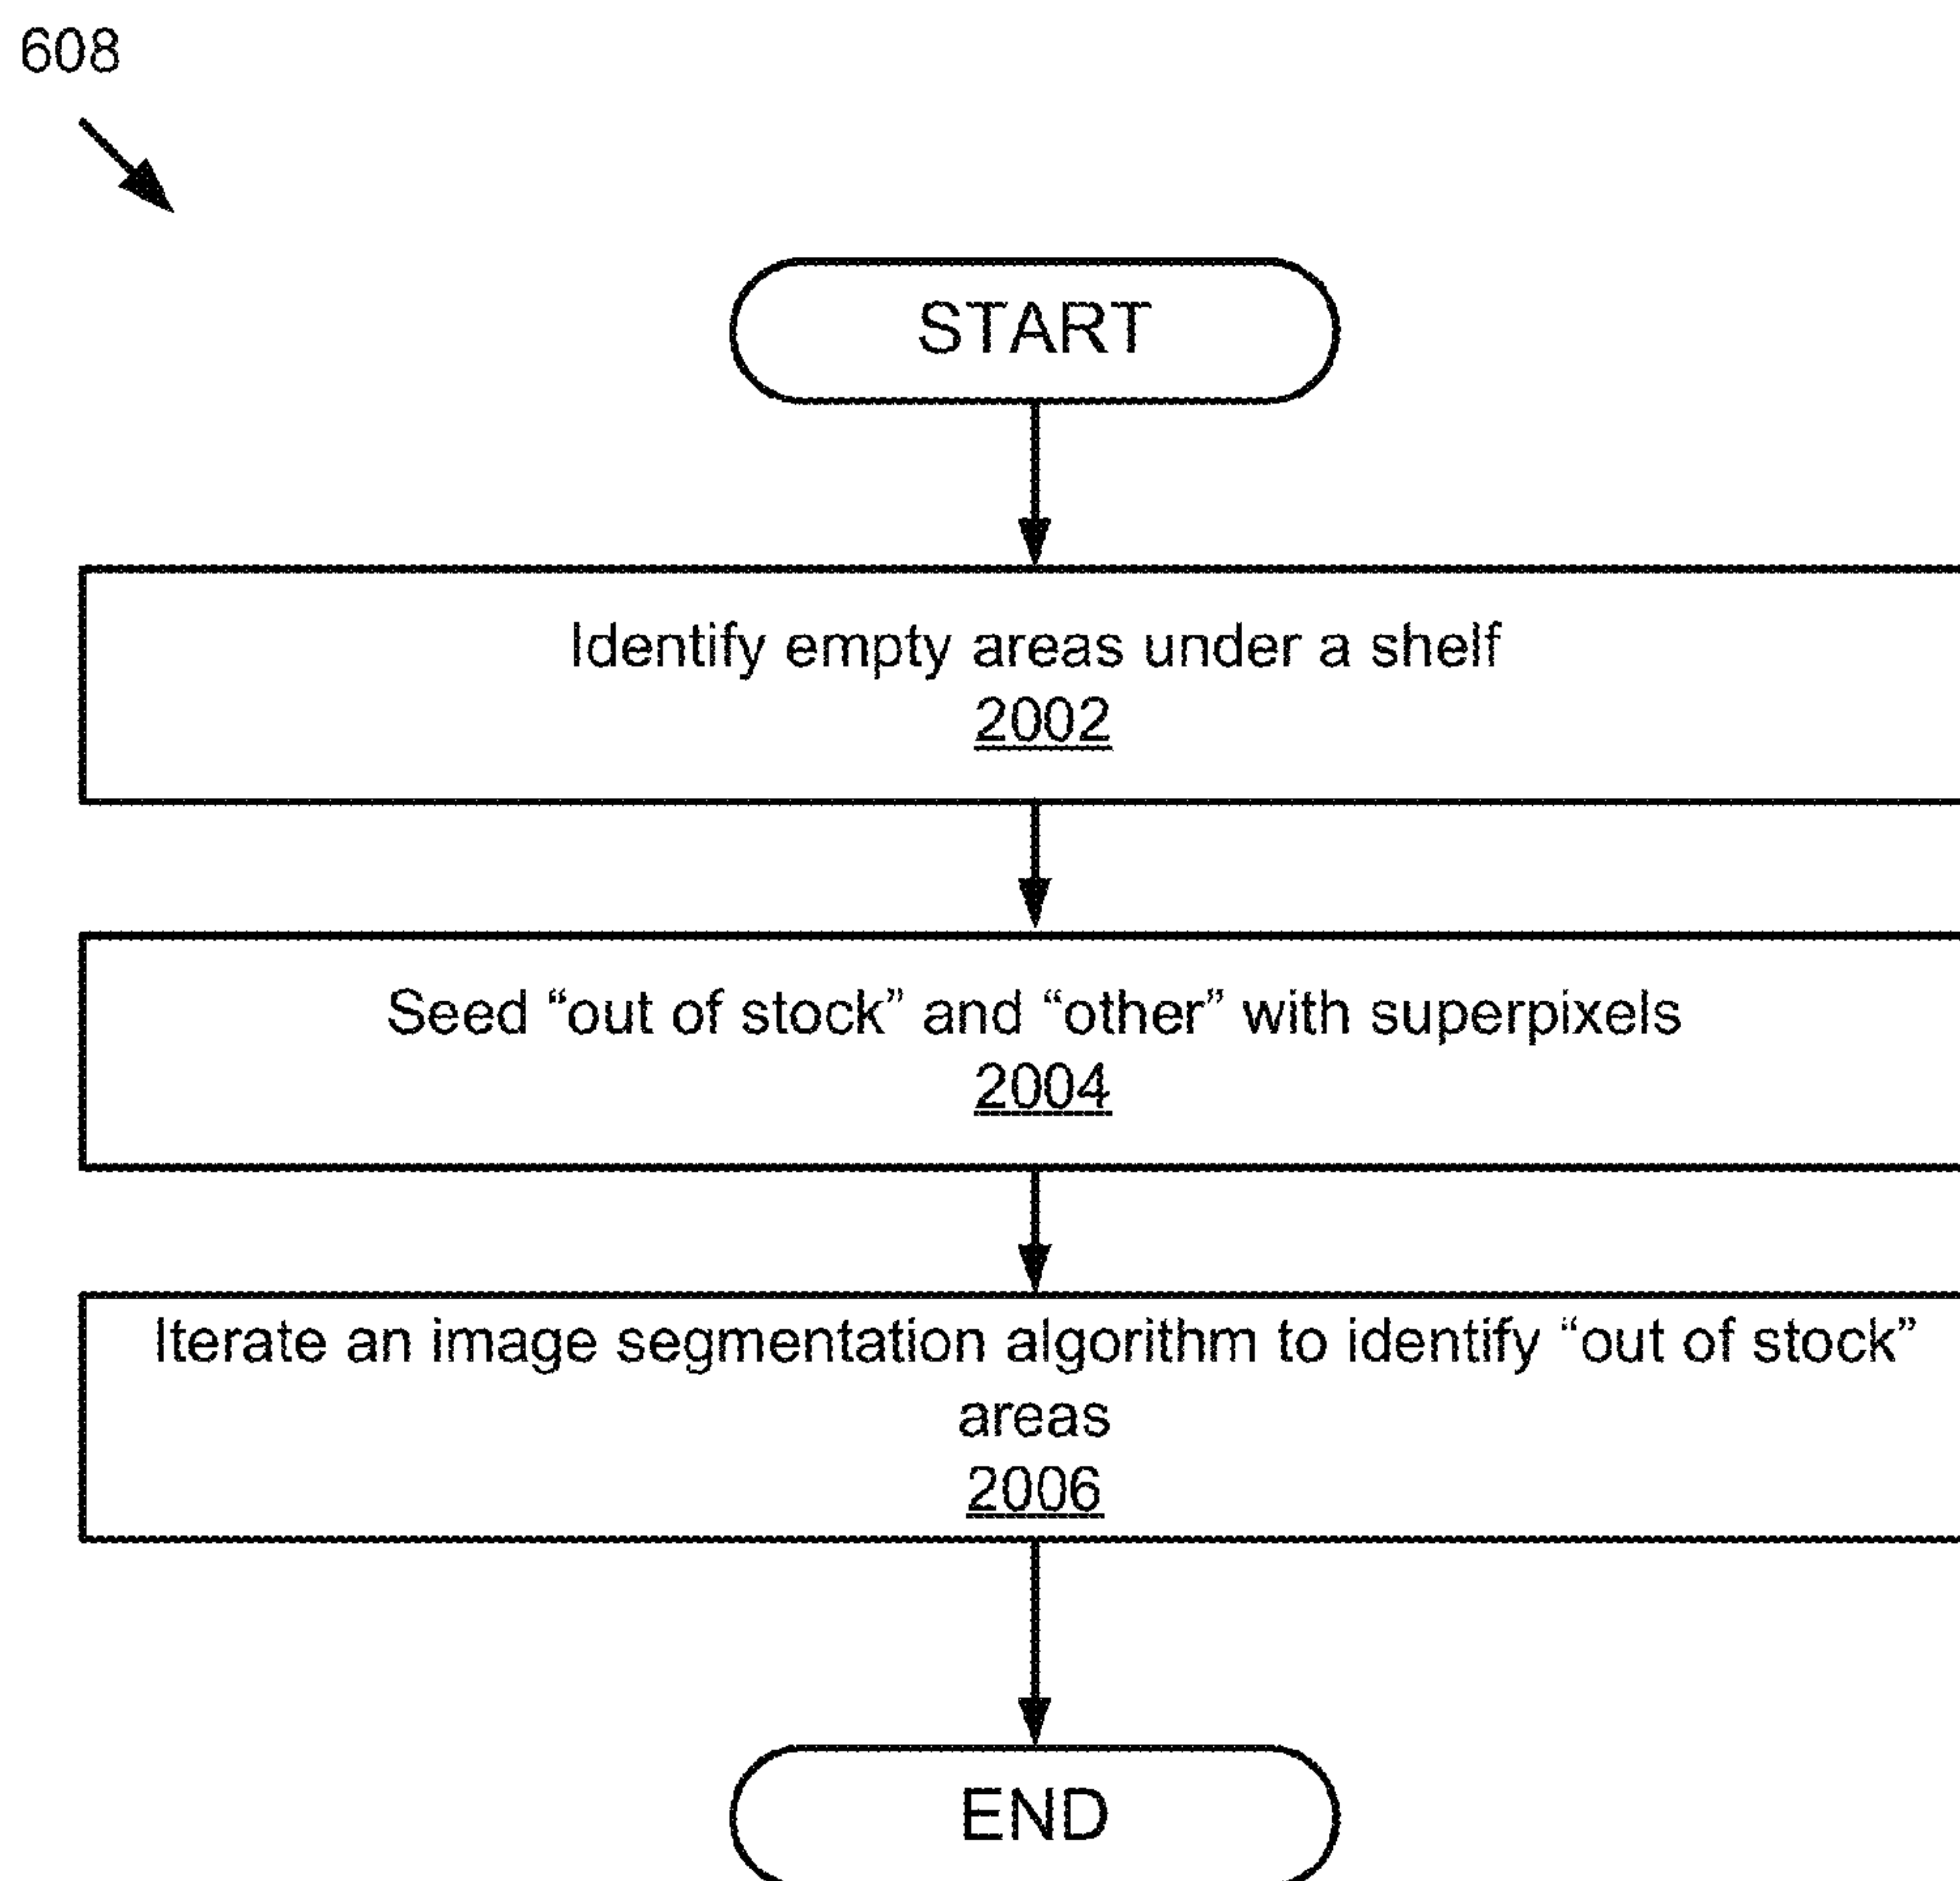 608
START
Identify empty areas under a shelf
2002
Seed “out of stock” and “other” with superpixels
2004
Iterate an image segmentation algorithm to identify “out of stock”
areas
2006
END